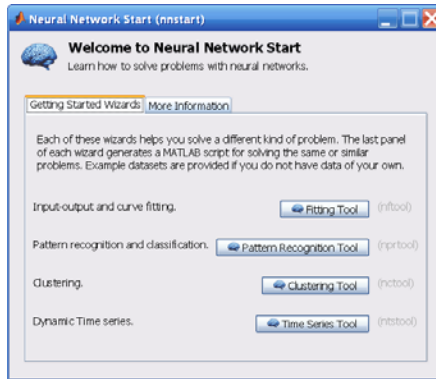 Neural Network Start (nnstart)
Welcome to Neural Network Start
Learn how to solve problems with neural networks.
Getting Started Wizards More Information
Each of these wizards helps you solve a different kind of problem. The last panel
of each wizard generates a MATLAB script for solving the same or similar
problems. Example datasets are provided if you do not have data of your own.
Input-output and curve fitting. Fitting Tool (nftool)
Pattern recognition and classification. Pattern Recognition Tool (nprtool)
Clustering. Clustering Tool (nctool)
Dynamic Time series. Time Series Tool (ntstool)